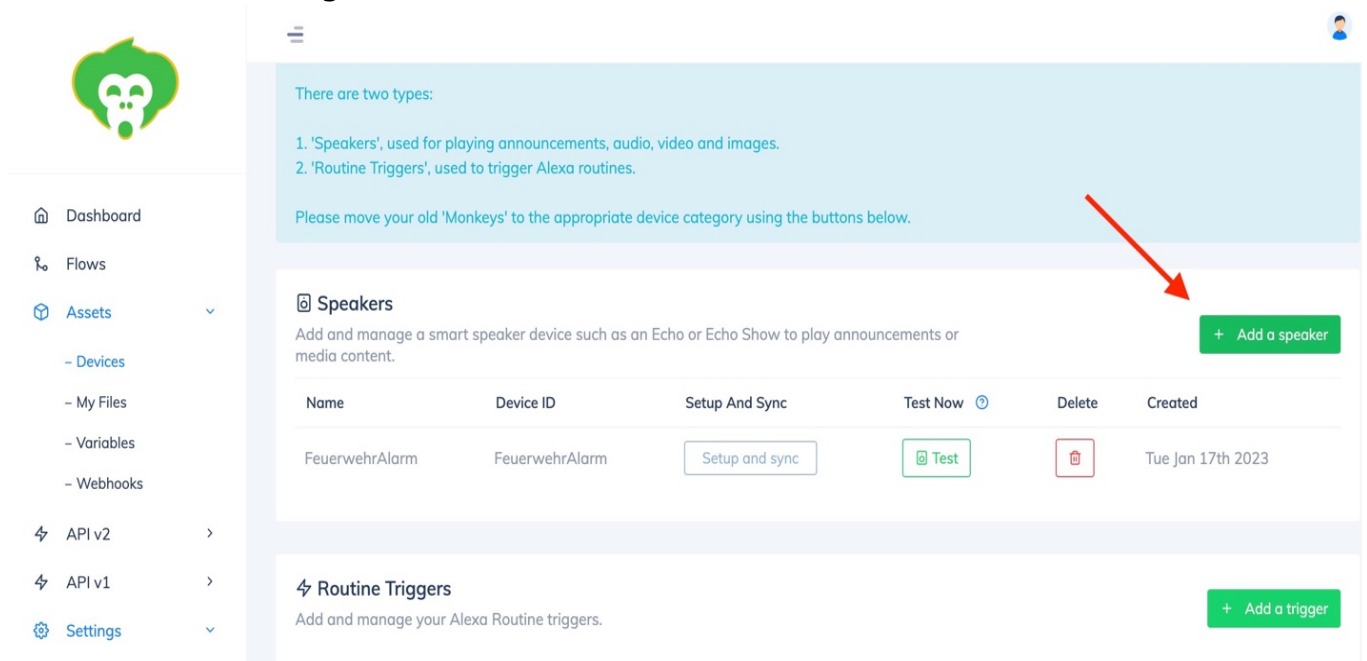 There are two types:
1. 'Speakers', used for playing announcements, audio, video and images.
2. 'Routine Triggers', used to trigger Alexa routines.
Please move your old 'Monkeys' to the appropriate device category using the buttons below.
Dashboard
Flows
Assets
– Devices
– My Files
– Variables
– Webhooks
API v2
API v1
Settings
Speakers
Add and manage a smart speaker device such as an Echo or Echo Show to play announcements or
media content.
+ Add a speaker
Name Device ID Setup And Sync Test Now ? Delete Created
FeuerwehrAlarm FeuerwehrAlarm Setup and sync Test Tue Jan 17th 2023
Routine Triggers
Add and manage your Alexa Routine triggers.
+ Add a trigger